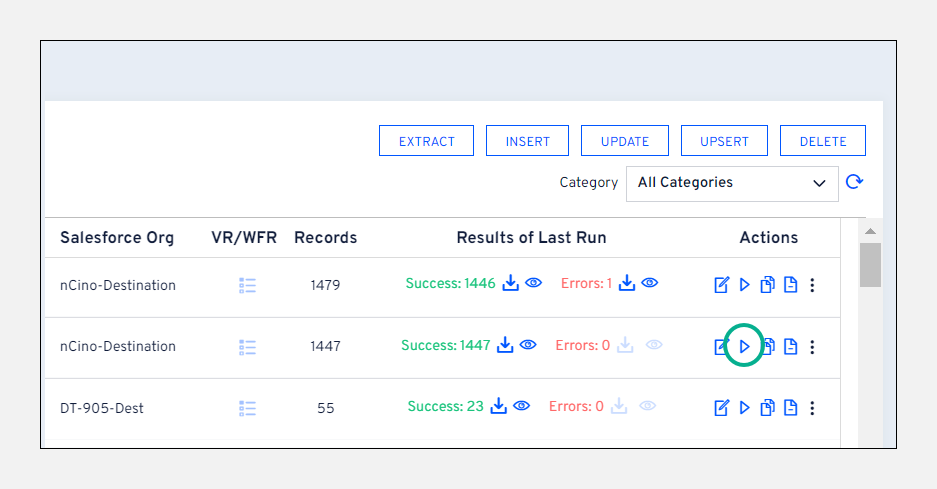 EXTRACT INSERT UPDATE UPSERT DELETE
Category All Categories
Salesforce Org VR/WFR Records Results of Last Run Actions
nCino-Destination 1479 Success: 1446 Errors: 1
nCino-Destination 1447 Success: 1447 Errors: 0
DT-905-Dest 55 Success: 23 Errors: 0